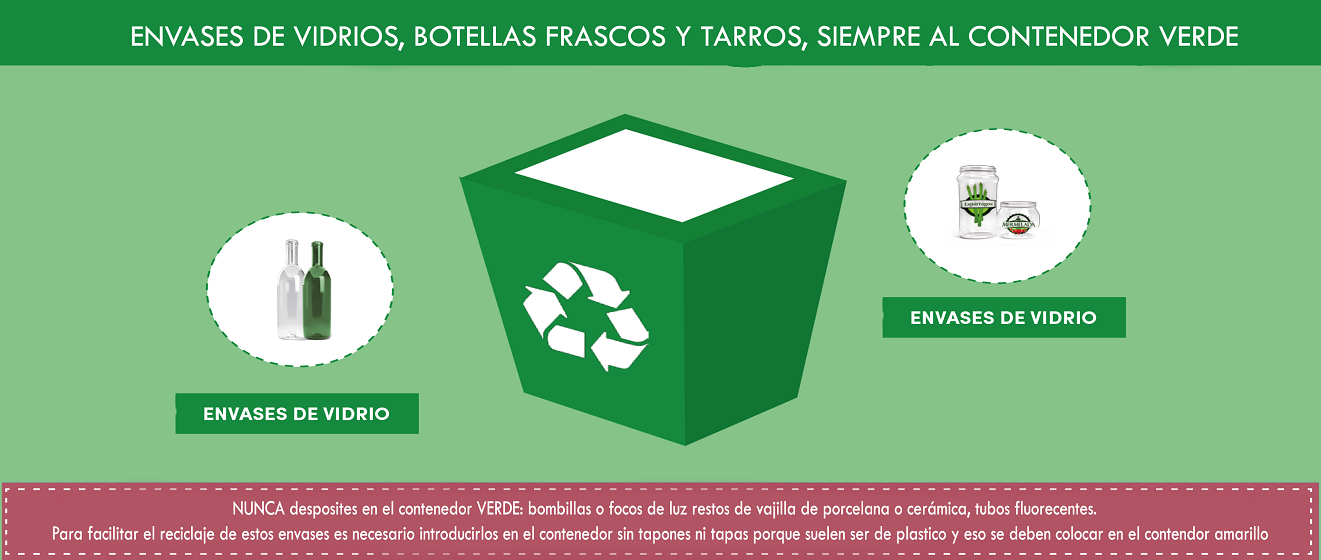 ENVASES DE VIDRIOS, BOTELLAS FRASCOS Y TARROS, SIEMPRE AL CONTENEDOR VERDE
Espárragos
MERMELADA
ENVASES DE VIDRIO
ENVASES DE VIDRIO
NUNCA desposites en el contenedor VERDE: bombillas o focos de luz restos de vajilla de porcelana o cerámica, tubos fluorecentes.
Para facilitar el reciclaje de estos envases es necesario introducirlos en el contenedor sin tapones ni tapas porque suelen ser de plastico y eso se deben colocar en el contendor amarillo